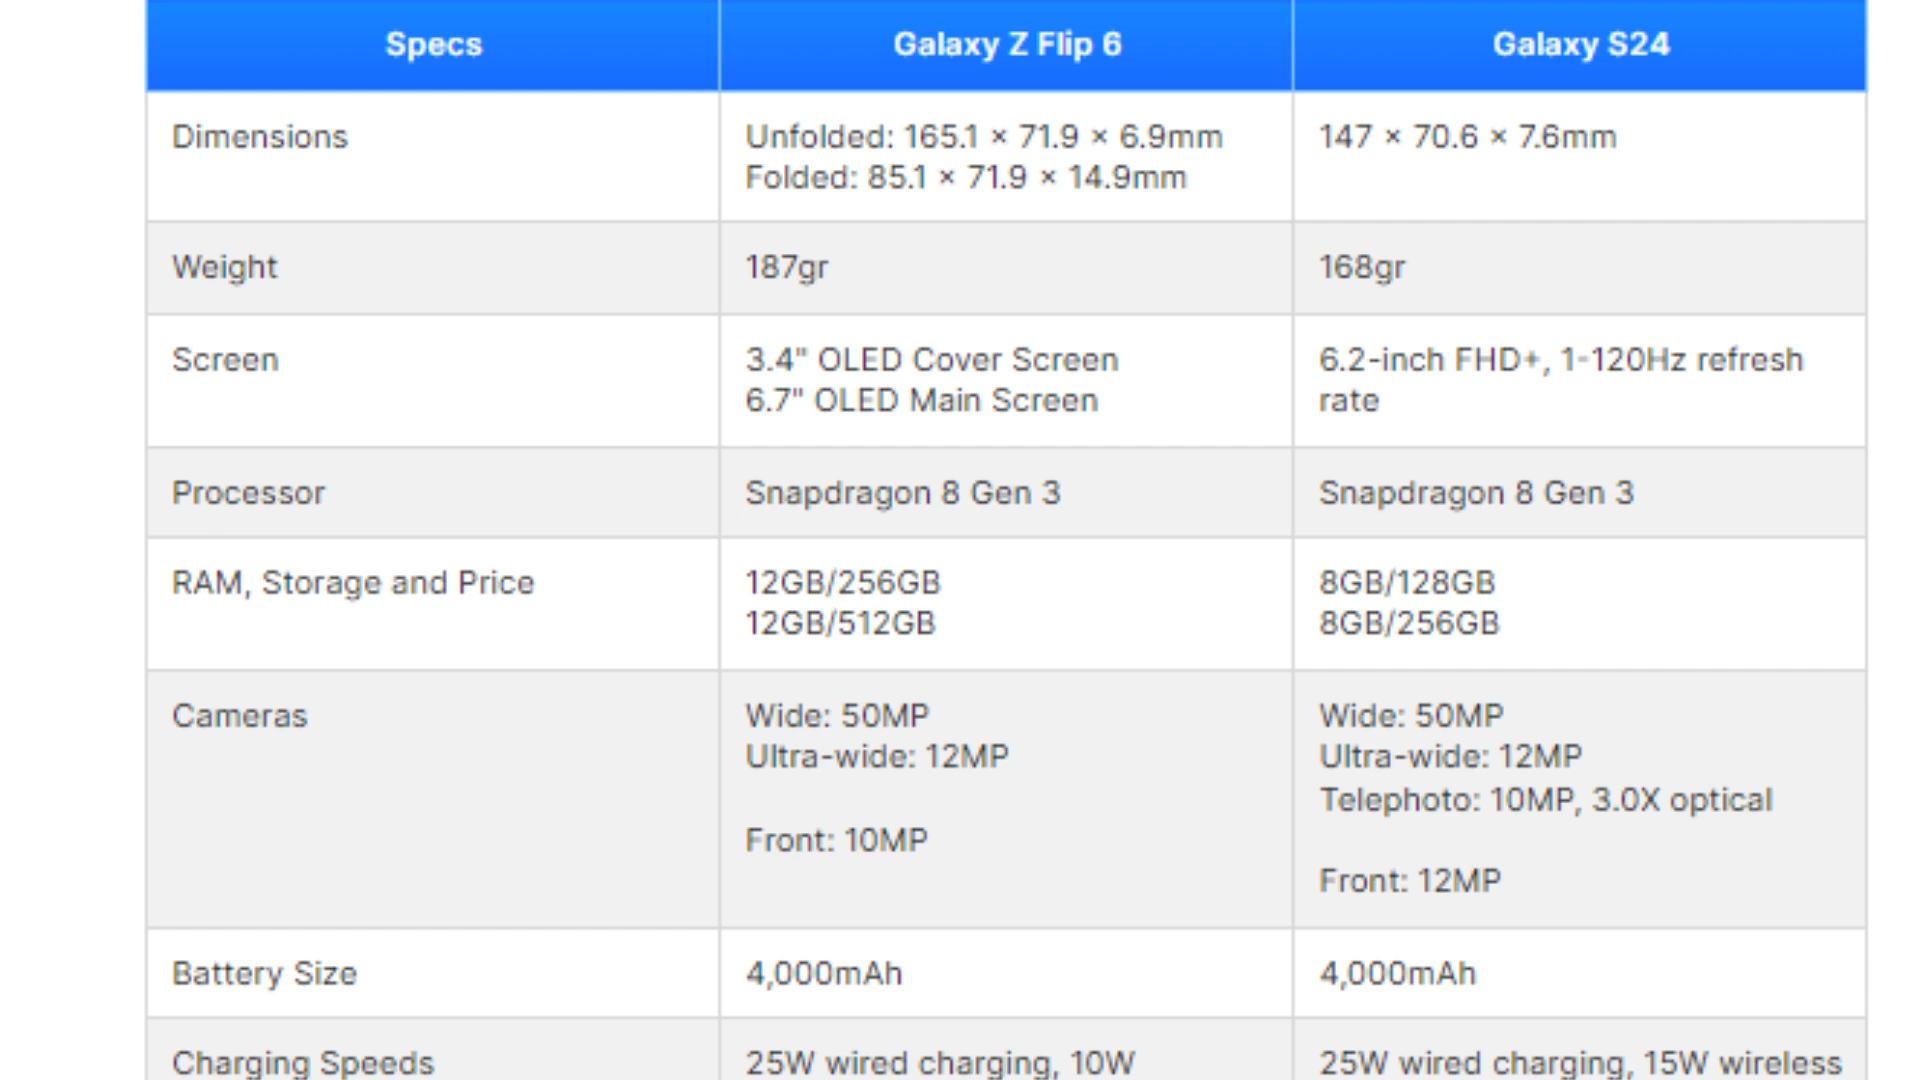 Specs Galaxy Z Flip 6 Galaxy S24
Dimensions Unfolded: 165.1 × 71.9 × 6.9mm 147 × 70.6 × 7.6mm
Folded: 85.1 × 71.9 × 14.9mm
Weight 187gr 168gr
Screen 3.4" OLED Cover Screen 6.2-inch FHD+, 1-120Hz refresh
6.7" OLED Main Screen rate
Processor Snapdragon 8 Gen 3 Snapdragon 8 Gen 3
RAM, Storage and Price 12GB/256GB 8GB/128GB
12GB/512GB 8GB/256GB
Cameras Wide: 50MP Wide: 50MP
Ultra-wide: 12MP Ultra-wide: 12MP
Telephoto: 10MP, 3.0X optical
Front: 10MP
Front: 12MP
Battery Size 4,000mAh 4,000mAh
Charging Speeds 25W wired charging, 10W 25W wired charging, 15W wireless